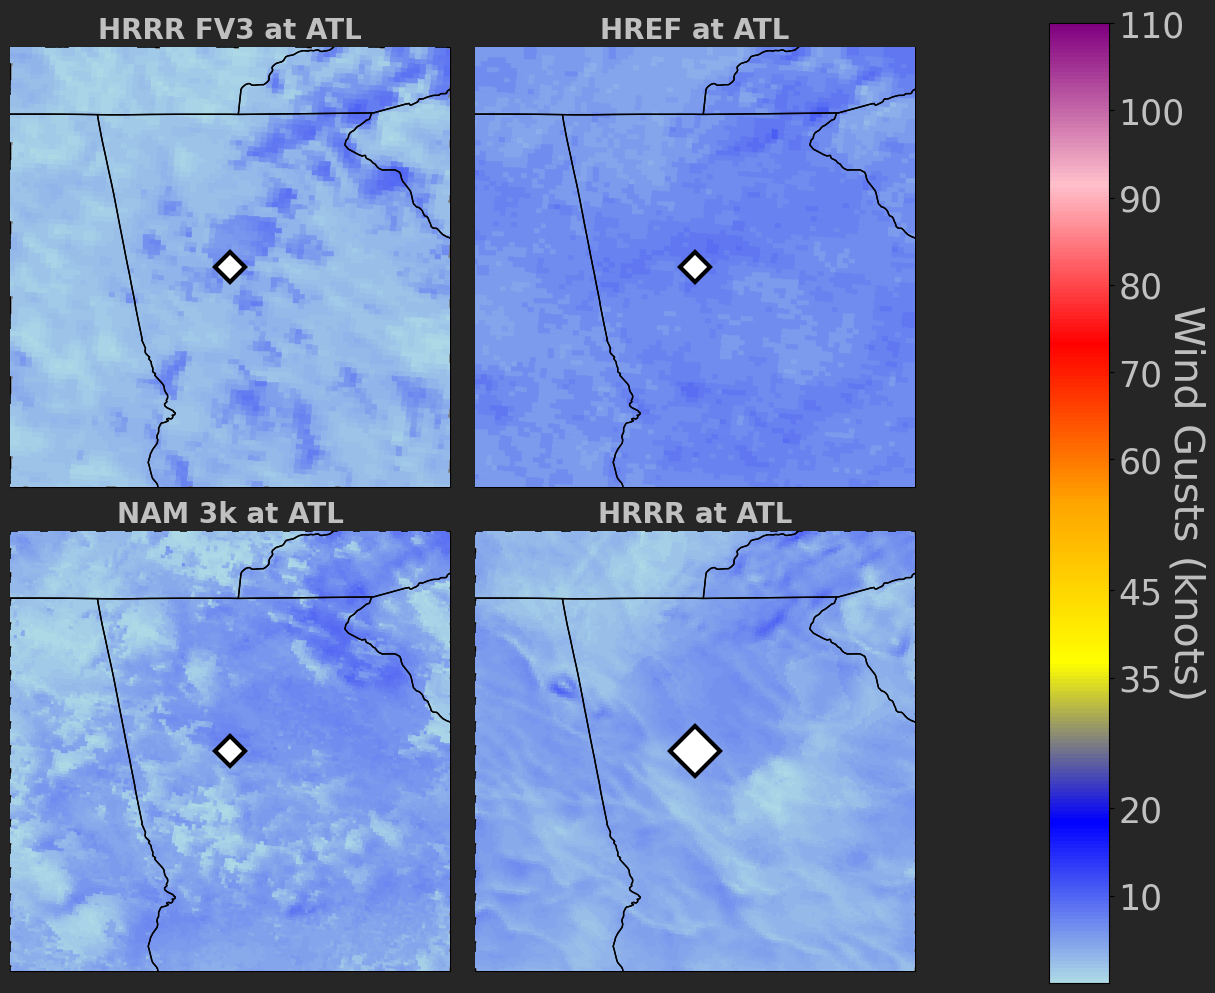 HRRR FV3 at ATL
HREF at ATL
NAM 3k at ATL
HRRR at ATL
110
100
90
80
70
60
45
35
20
10
Wind Gusts (knots)